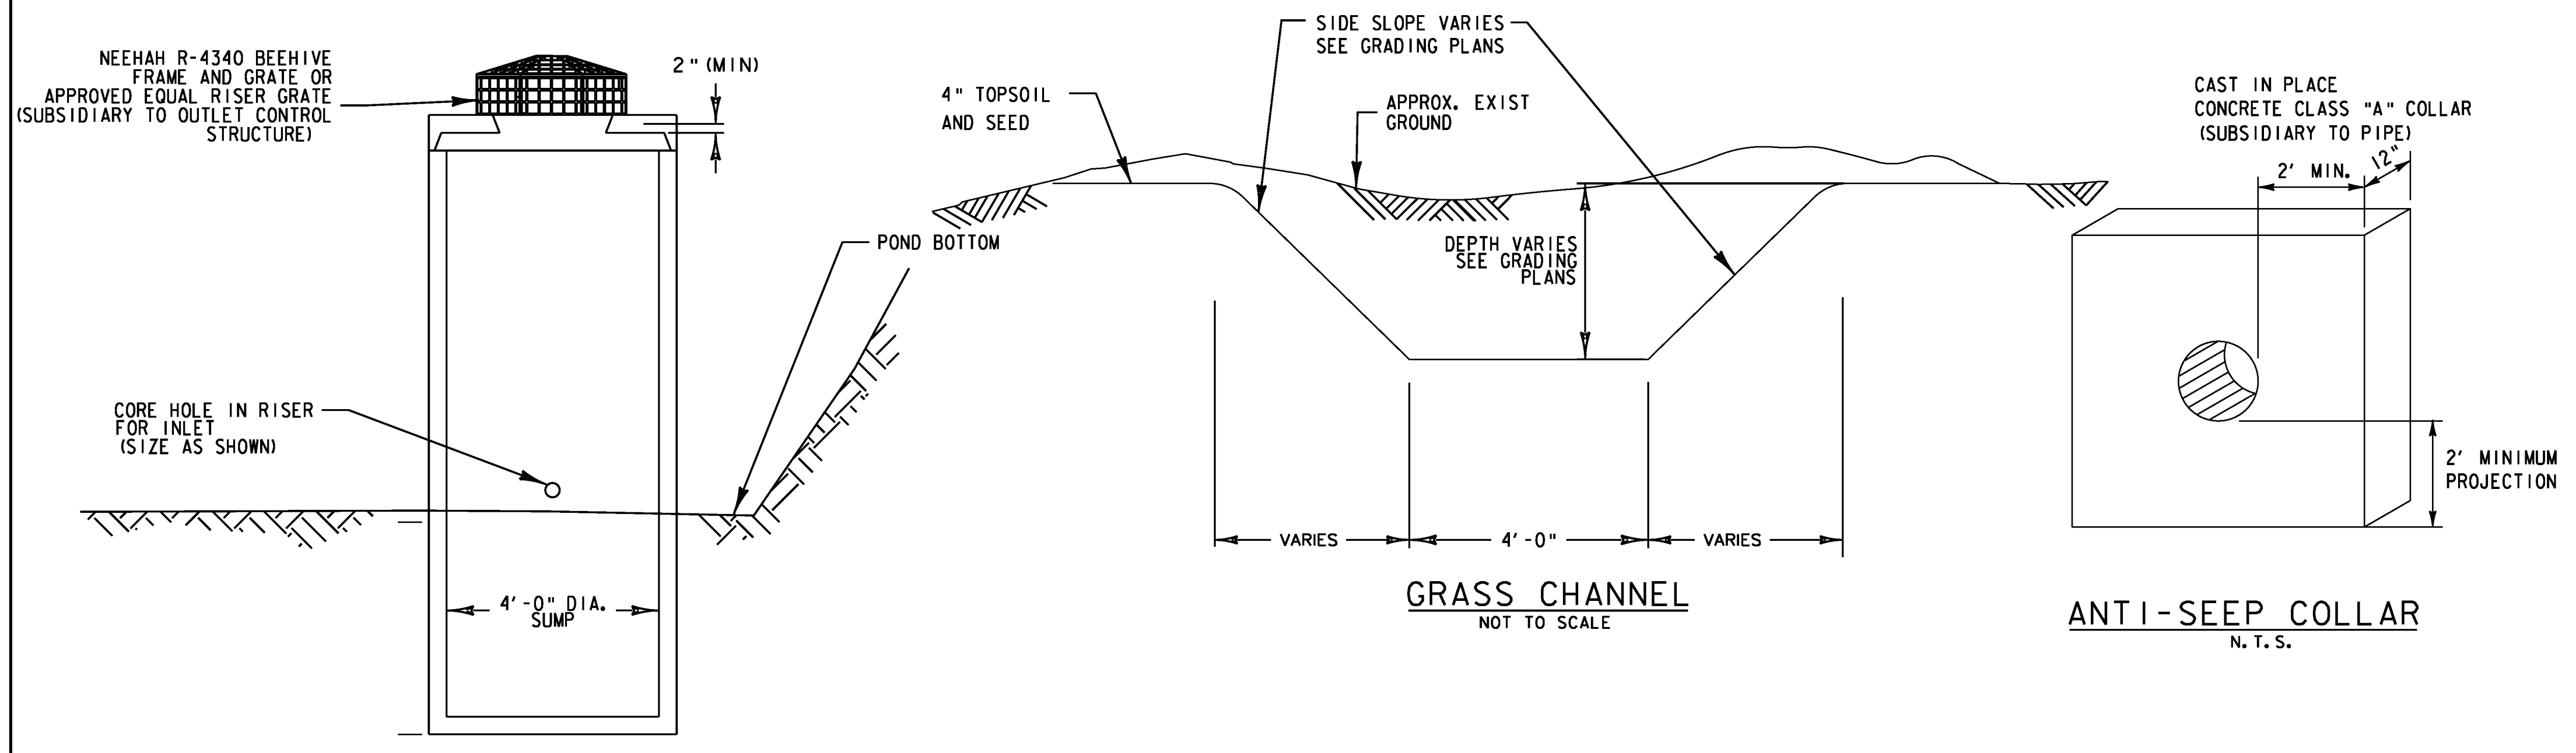 NEEHAH R-4340 BEEHIVE
FRAME AND GRATE OR
APPROVED EQUAL RISER GRATE
(SUBSIDIARY TO OUTLET CONTROL
STRUCTURE)
2" (MIN)
CORE HOLE IN RISER
FOR INLET
(SIZE AS SHOWN)
POND BOTTOM
4'-0" DIA.
SUMP
SIDE SLOPE VARIES
SEE GRADING PLANS
4" TOPSOIL
AND SEED
APPROX. EXIST
GROUND
DEPTH VARIES
SEE GRADING
PLANS
VARIES
4'-0"
VARIES
GRASS CHANNEL
NOT TO SCALE
CAST IN PLACE
CONCRETE CLASS "A" COLLAR
(SUBSIDIARY TO PIPE)
2' MIN.
12"
2' MINIMUM
PROJECTION
ANTI-SEEP COLLAR
N.T.S.